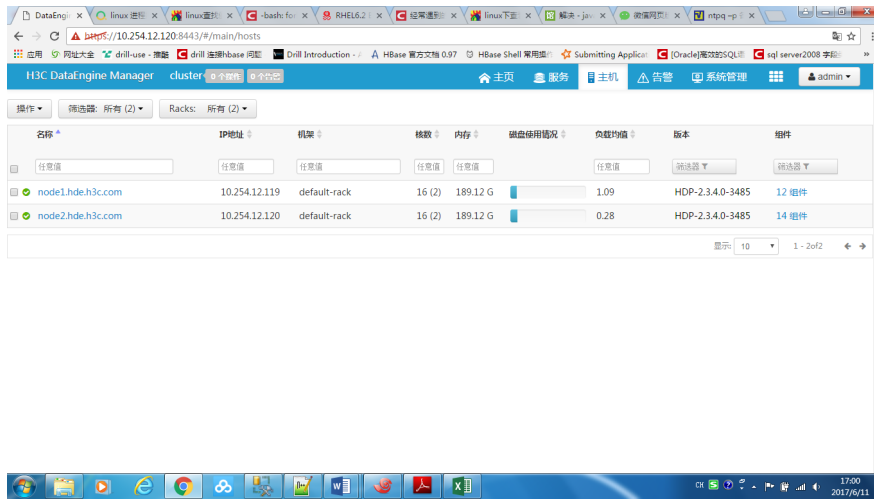 DataEngi linux 进程 linux查找 -bash: for RHEL6.2 经常遇到 linux下查 解决 - jav 微信网页 ntpq -p
https://10.254.12.120:8443/#/main/hosts
应用 网址大全 drill-use - drill 连接hbase 问题 Drill Introduction - HBase 官方文档 0.97 HBase Shell 常用操作 Submitting Applicat [Oracle]高效的SQL语 sql server2008 字段 »
H3C DataEngine Manager cluster 0 个操作 0 个告警 主页 服务 主机 告警 系统管理 admin
操作 筛选器: 所有 (2) Racks: 所有 (2)
名称 IP地址 机架 核数 内存 磁盘使用情况 负载均值 版本 组件
任意值 任意值 任意值 任意值 任意值 任意值 筛选器 筛选器
node1.hde.h3c.com 10.254.12.119 default-rack 16 (2) 189.12 G 1.09 HDP-2.3.4.0-3485 12 组件
node2.hde.h3c.com 10.254.12.120 default-rack 16 (2) 189.12 G 0.28 HDP-2.3.4.0-3485 14 组件
显示: 10 1 - 2of2
CH 17:00
2017/6/11